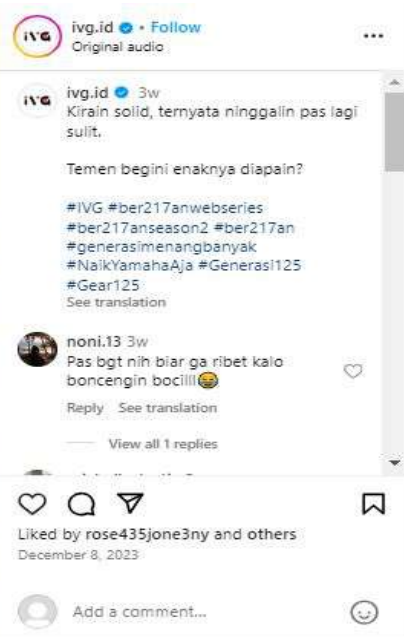 ivg.id • Follow
Original audio
ivg.id 3w
Kirain solid, ternyata ninggalin pas lagi
sulit.
Temen begini enaknya diapain?
#IVG #ber217anwebseries
#ber217anseason2 #ber217an
#generasimenangbanyak
#NaikYamahaAja #Generasi125
#Gear125
See translation
noni.13 3w
Pas bgt nih biar ga ribet kalo
boncengin bocilll😂
Reply See translation
View all 1 replies
Liked by rose435jone3ny and others
December 8, 2023
Add a comment...